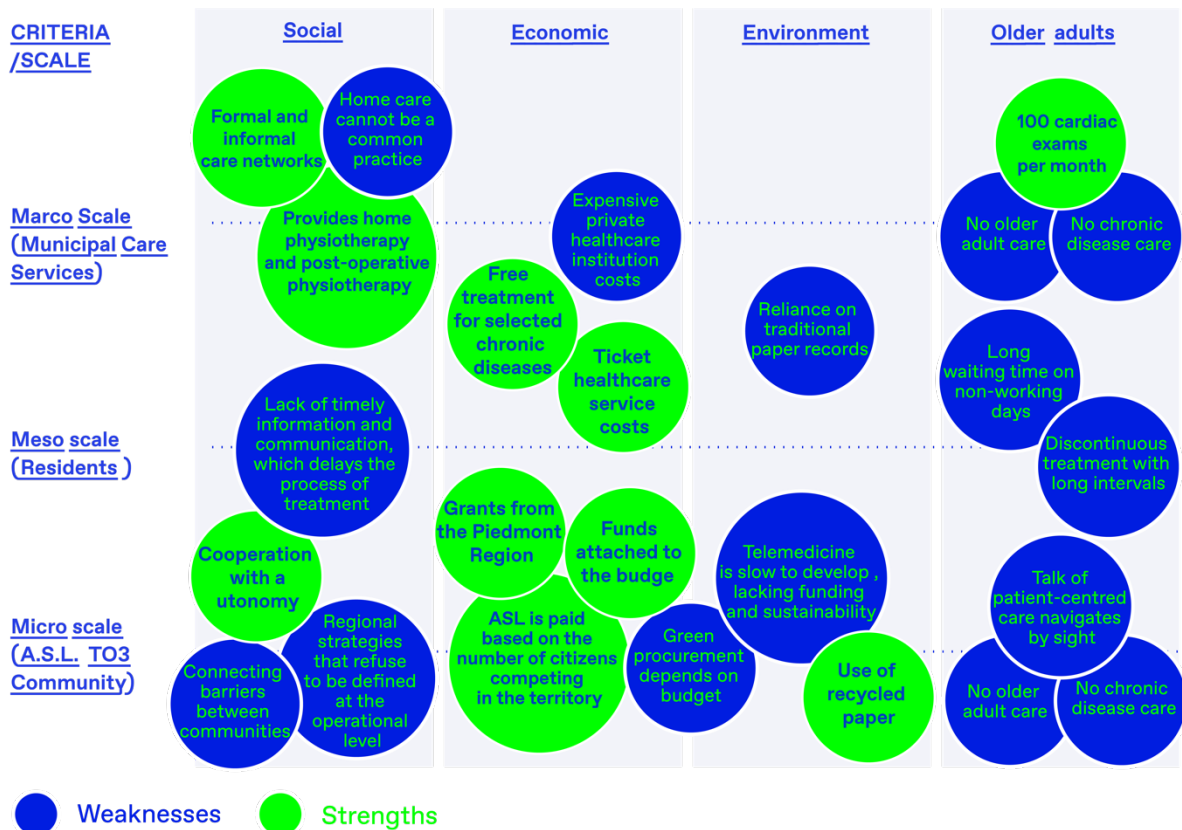 CRITERIA
/SCALE
Social
Economic
Environment
Older adults
Formal and
informal
care networks
Home care
cannot be a
common
practice
100 cardiac
exams
per month
Marco Scale
(Municipal Care
Services)
Provides home
physiotherapy
and post-operative
physiotherapy
Expensive
private
healthcare
institution
costs
No older
adult care
No chronic
disease care
Free
treatment
for selected
chronic
diseases
Ticket
healthcare
service
costs
Reliance on
traditional
paper records
Long
waiting time on
non-working
days
Meso scale
(Residents )
Lack of timely
information and
communication,
which delays the
process of
treatment
Discontinuous
treatment with
long intervals
Grants from
the Piedmont
Region
Funds
attached to
the budge
Cooperation
with a
utonomy
Telemedicine
is slow to develop ,
lacking funding
and sustainability
Talk of
patient-centred
care navigates
by sight
Micro scale
(A.S.L. TO3
Community)
Connecting
barriers
between
communities
Regional
strategies
that refuse
to be defined
at the
operational
level
ASL is paid
based on the
number of citizens
competing
in the territory
Green
procurement
depends on
budget
Use of
recycled
paper
No older
adult care
No chronic
disease care
Weaknesses
Strengths